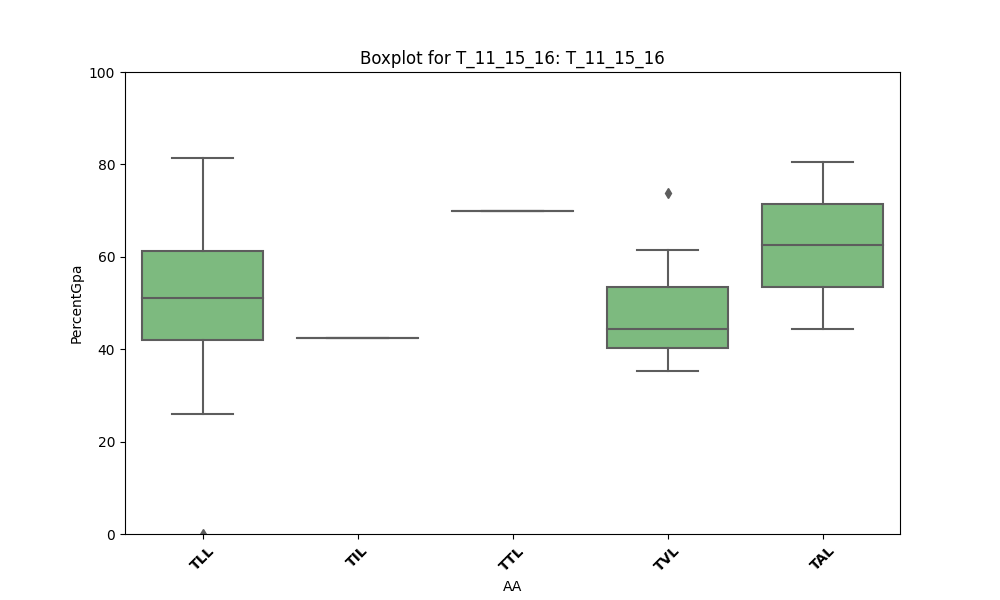 Boxplot for T_11_15_16: T_11_15_16
100
80
60
40
20
0
PercentGpa
TLL
TIL
TTL
TVL
TAL
AA